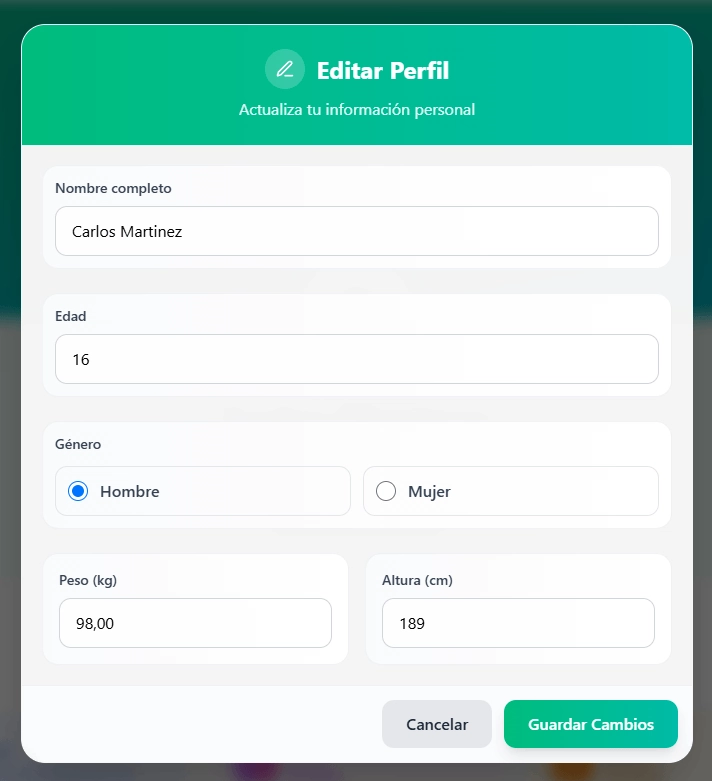 Editar Perfil
Actualiza tu información personal
Nombre completo
Carlos Martinez
Edad
16
Género
Hombre
Mujer
Peso (kg)
Altura (cm)
98,00
189
Cancelar
Guardar Cambios